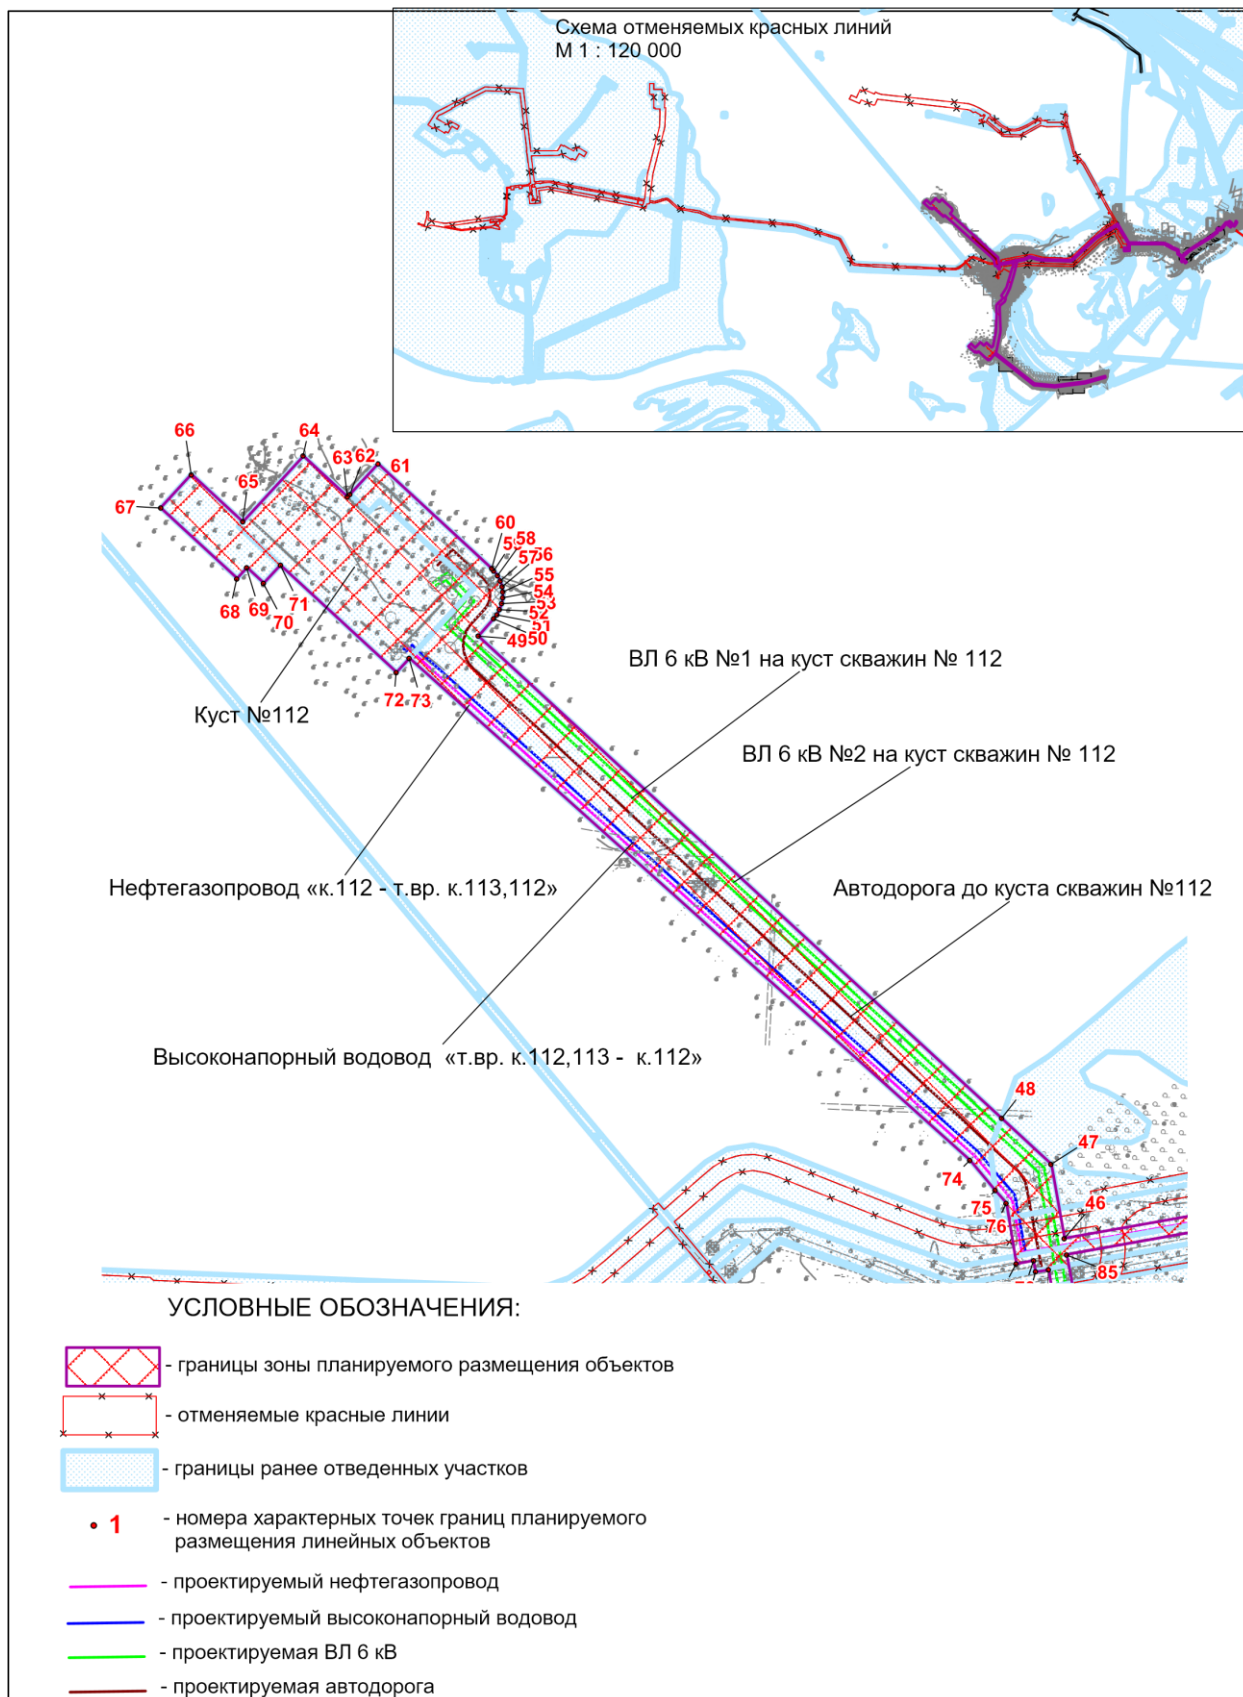 Схема отменяемых красных линий
М 1 : 120 000
66
64
63
62
61
65
67
60
58
57
56
55
54
53
52
51
50
49
68
69
70
71
72
73
ВЛ 6 кВ №1 на куст скважин № 112
Куст №112
ВЛ 6 кВ №2 на куст скважин № 112
Нефтегазопровод «к.112 - т.вр. к.113,112»
Автодорога до куста скважин №112
Высоконапорный водовод «т.вр. к.112,113 - к.112»
48
47
74
75
76
46
85
УСЛОВНЫЕ ОБОЗНАЧЕНИЯ:
- границы зоны планируемого размещения объектов
- отменяемые красные линии
- границы ранее отведенных участков
1 - номера характерных точек границ планируемого
размещения линейных объектов
- проектируемый нефтегазопровод
- проектируемый высоконапорный водовод
- проектируемая ВЛ 6 кВ
- проектируемая автодорога